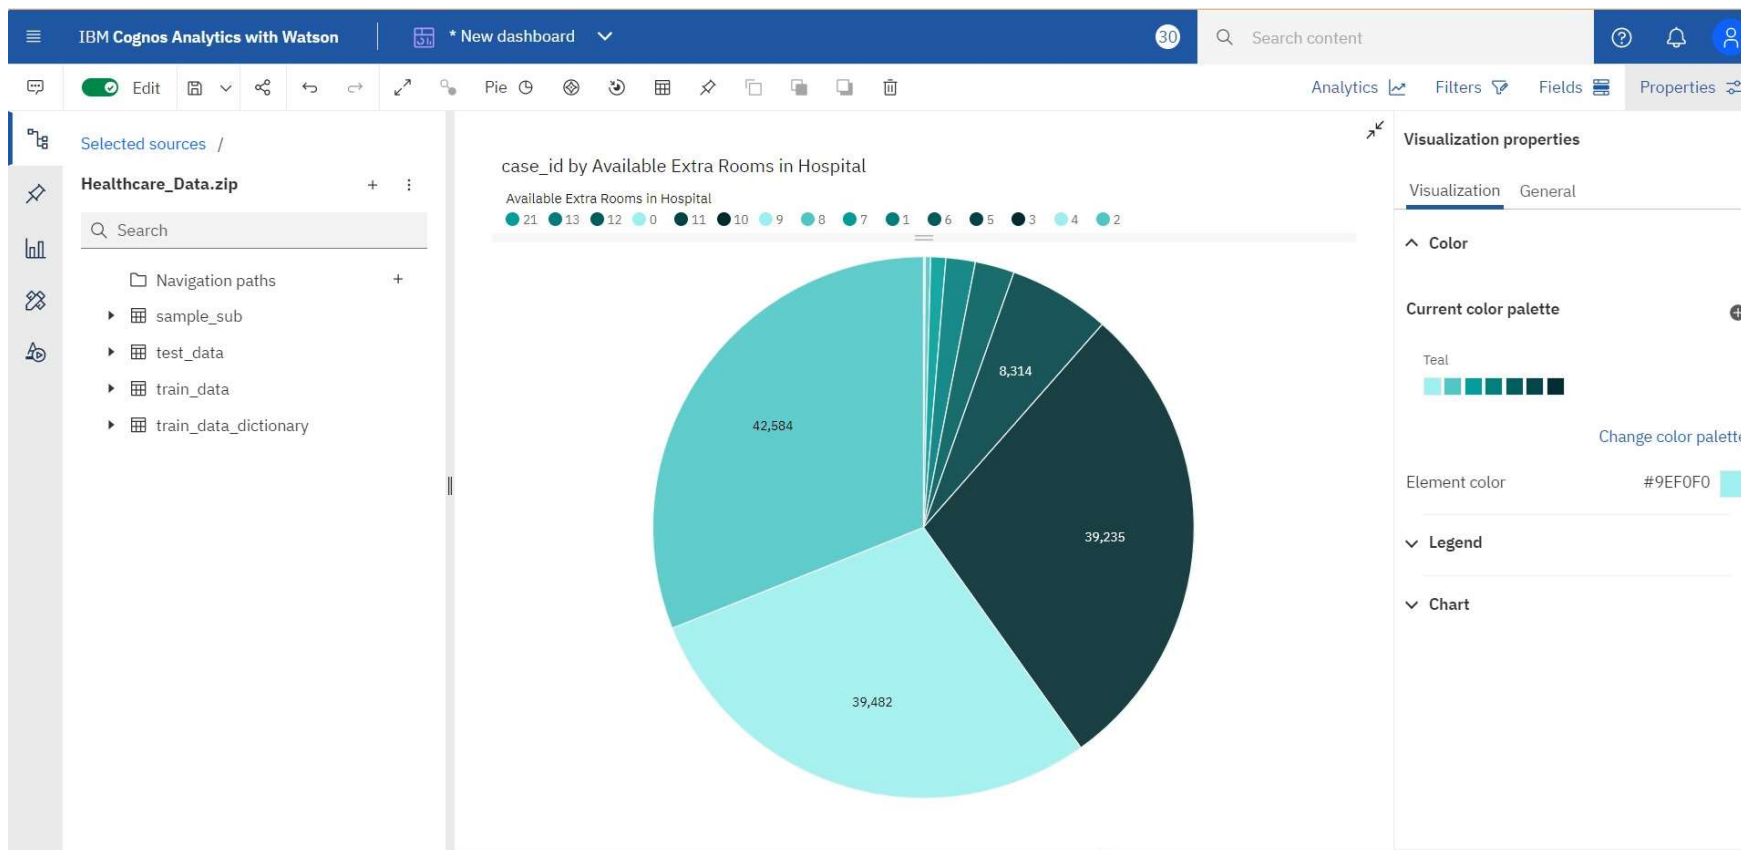 IBM Cognos Analytics with Watson
* New dashboard
30
Search content
Edit
Pie
Analytics
Filters
Fields
Properties
Selected sources /
Healthcare_Data.zip
Search
Navigation paths
sample_sub
test_data
train_data
train_data_dictionary
case_id by Available Extra Rooms in Hospital
Available Extra Rooms in Hospital
21 13 12 0 11 10 9 8 7 1 6 5 3 4 2
8,314
42,584
39,235
39,482
Visualization properties
Visualization General
Color
Current color palette
Teal
Change color palette
Element color #9EF0F0
Legend
Chart